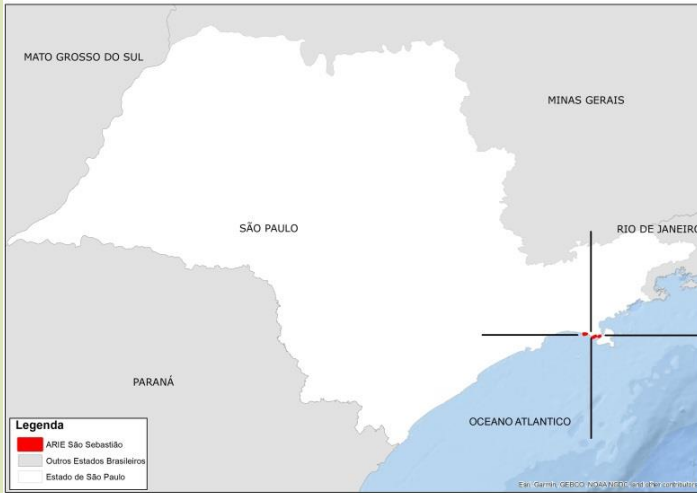 MATO GROSSO DO SUL
MINAS GERAIS
SÃO PAULO
RIO DE JANEIRO
PARANÁ
OCEANO ATLANTICO
Legenda
ARIE São Sebastião
Outros Estados Brasileiros
Estado de São Paulo
Esri, Garmin, GEBCO, NOAA NGDC, and other contributors